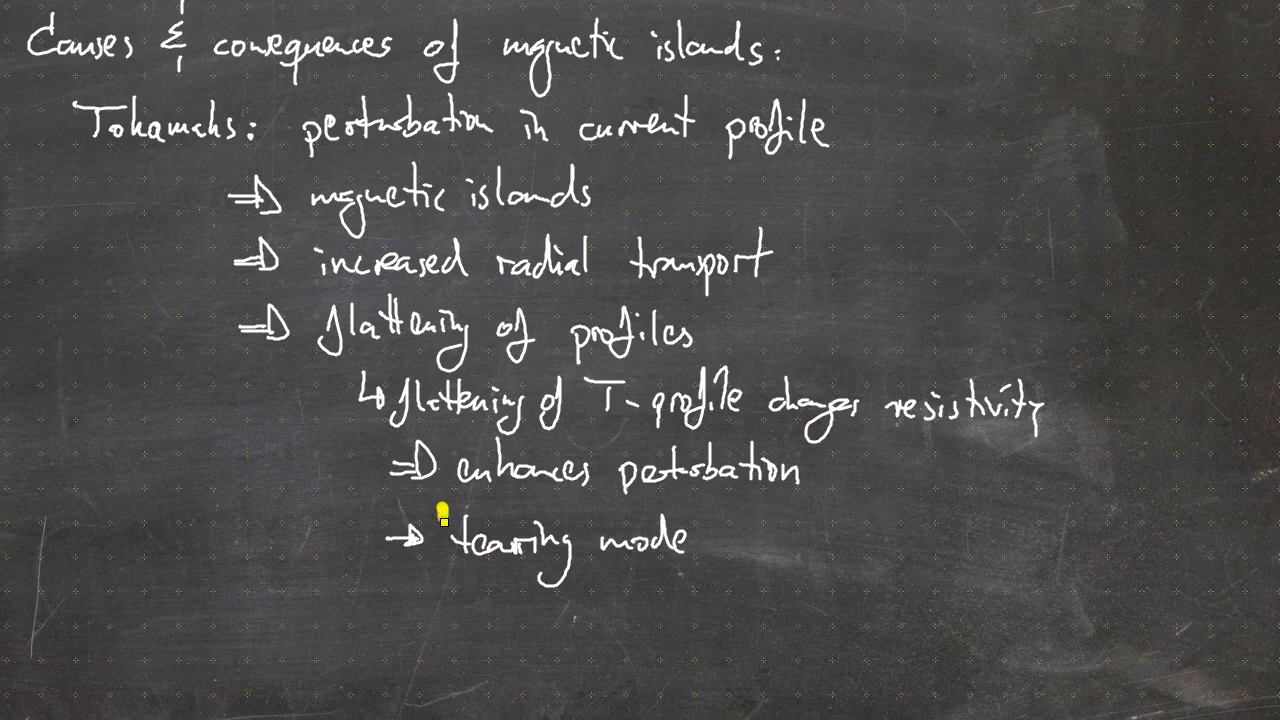 Causes & consequences of magnetic islands:
Tokamaks: perturbation in current profile
⇒ magnetic islands
⇒ increased radial transport
⇒ flattening of profiles
↳ flattening of T-profile changes resistivity
⇒ enhances perturbation
→ tearing mode